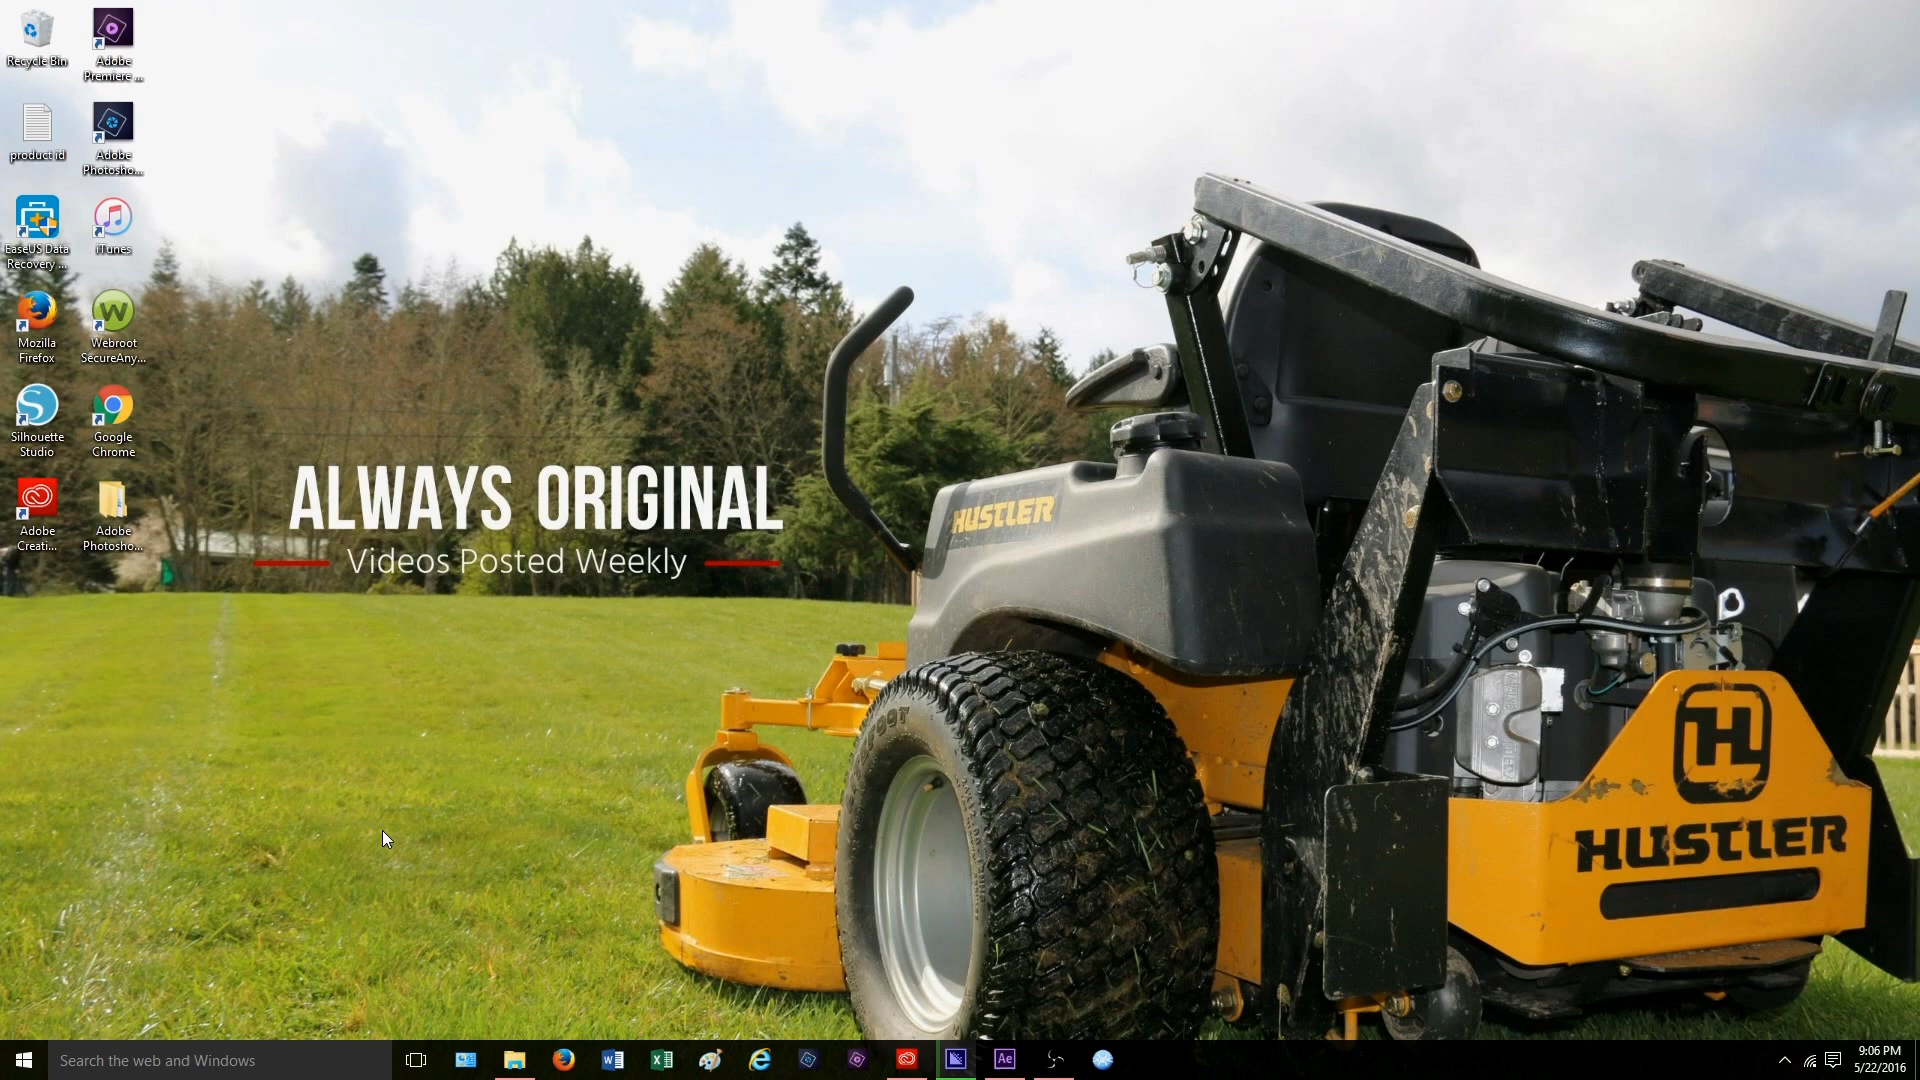 Recycle Bin
Adobe
Premiere ...
product id
Adobe
Photosho...
EaseUS Data
Recovery ...
iTunes
Mozilla
Firefox
Webroot
SecureAny...
Silhouette
Studio
Google
Chrome
Adobe
Creati...
Adobe
Photosho...
ALWAYS ORIGINAL
Videos Posted Weekly
HUSTLER
H
HUSTLER
Search the web and Windows
Ae
9:06 PM
5/22/2016